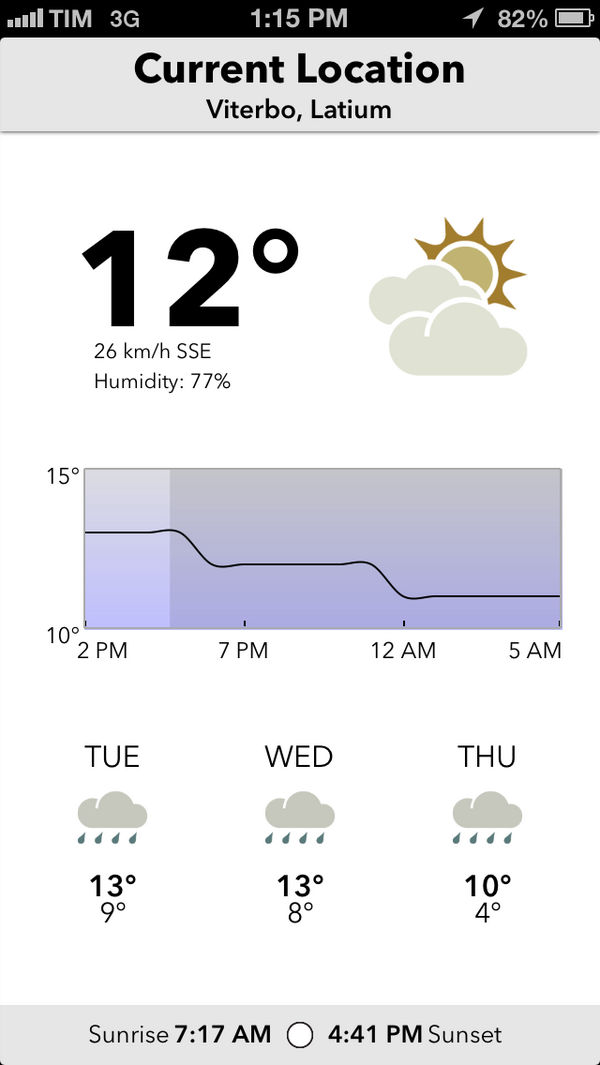 TIM 3G 1:15 PM 82%
Current Location
Viterbo, Latium
12°
26 km/h SSE
Humidity: 77%
15°
10°
2 PM 7 PM 12 AM 5 AM
TUE WED THU
13° 13° 10°
9° 8° 4°
Sunrise 7:17 AM 4:41 PM Sunset